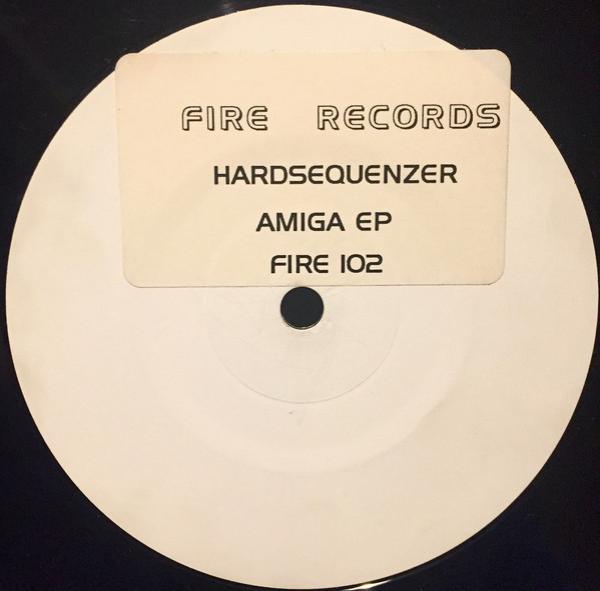 FIRE RECORDS
HARDSEQUENZER
AMIGA EP
FIRE 102